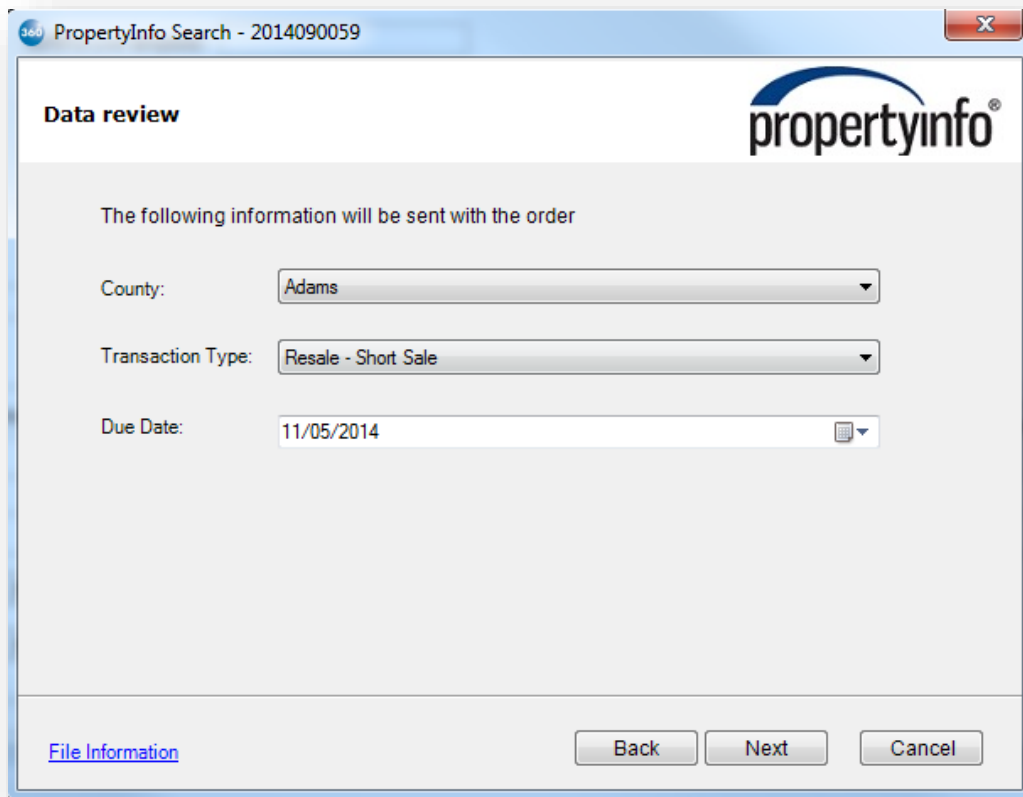 360 PropertyInfo Search - 2014090059
X
Data review
propertyinfo®
The following information will be sent with the order
County: Adams
Transaction Type: Resale - Short Sale
Due Date: 11/05/2014
File Information Back Next Cancel